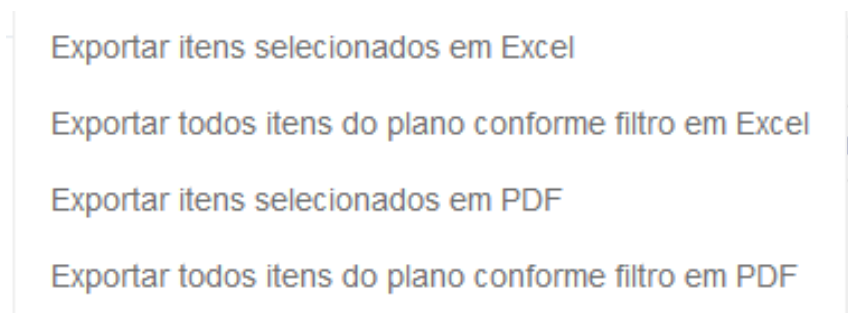 Exportar itens selecionados em Excel
Exportar todos itens do plano conforme filtro em Excel
Exportar itens selecionados em PDF
Exportar todos itens do plano conforme filtro em PDF